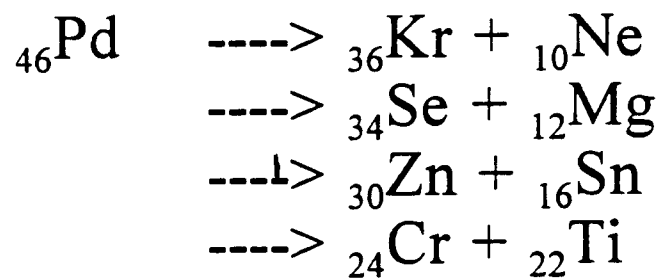 ₄₆Pd ----> ₃₆Kr + ₁₀Ne
----> ₃₄Se + ₁₂Mg
----> ₃₀Zn + ₁₆Sn
----> ₂₄Cr + ₂₂Ti